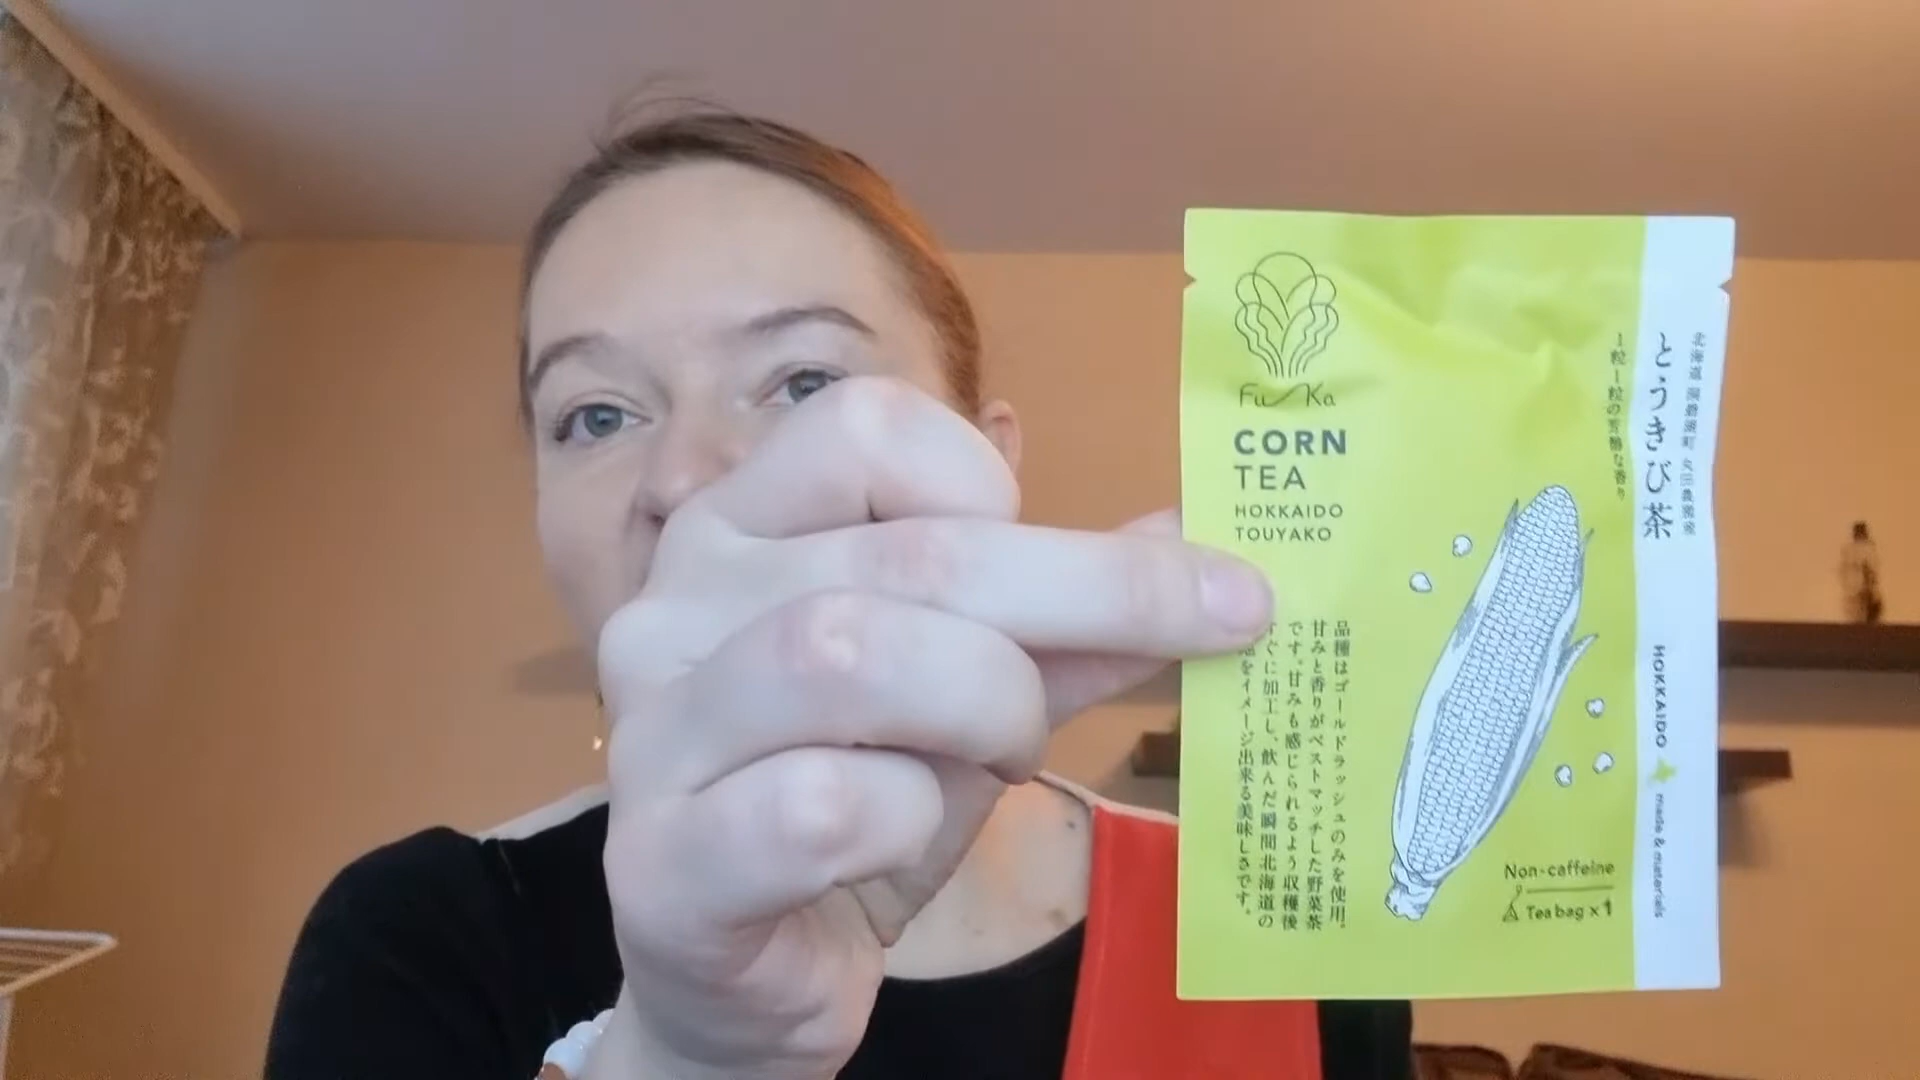 Fu Ka
CORN
TEA
HOKKAIDO
TOUYAKO
品種はゴールドラッシュのみを使用。
甘みと香りがベストマッチした野菜茶
です。甘みも感じられるよう収穫後
すぐに加工し、飲んだ瞬間北海道の
をイメージ出来る美味しさです。
北海道 洞爺湖町
とうきび茶
1粒1粒の芳醇な香り
HOKKAIDO made & materials
Non-caffeine
Tea bag x 1